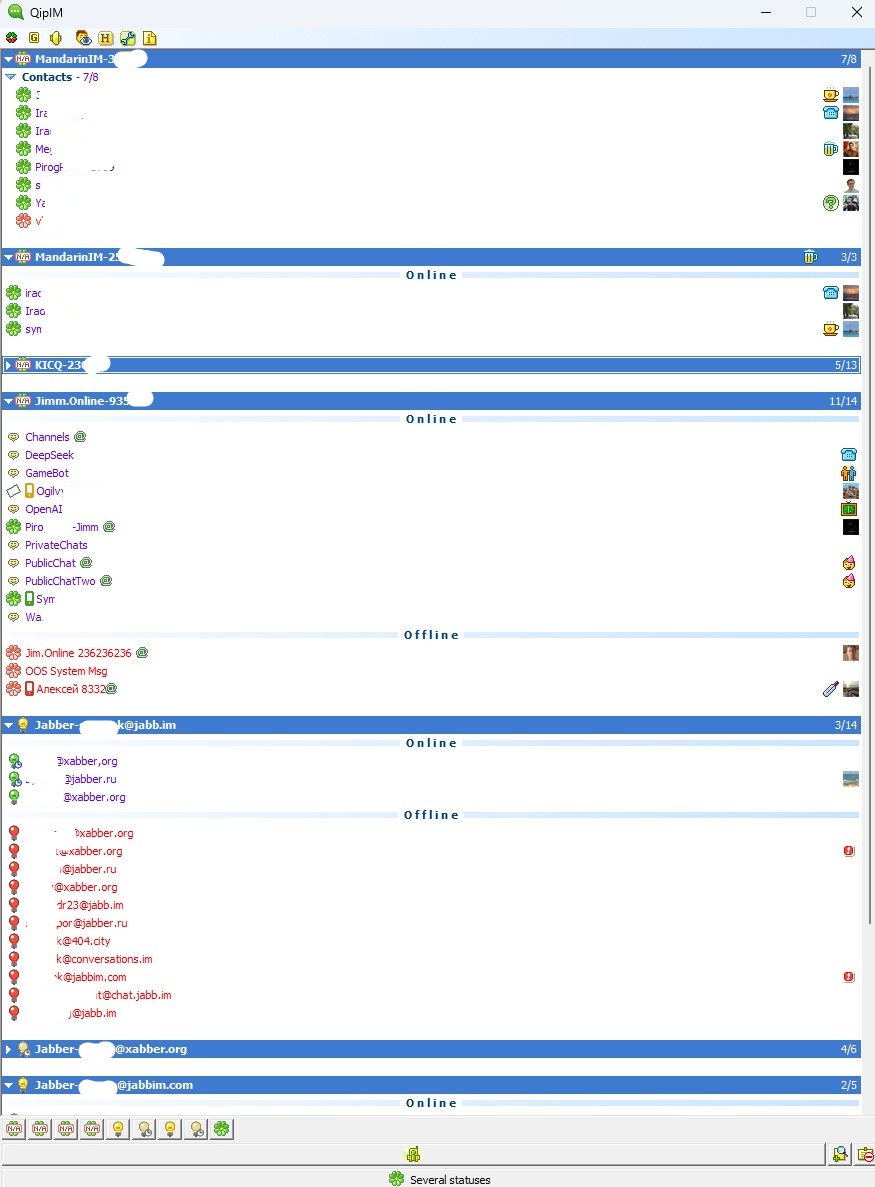 QipIM
G H
N/A MandarinIM-3 7/8
Contacts - 7/8
Ira
Ira
Me
Pirog
s
Ya
v
N/A MandarinIM-25 3/3
Online
irac
Irac
sym
N/A KICQ-236 5/13
N/A Jimm.Online-935 11/14
Online
Channels
DeepSeek
GameBot
Ogilvy
OpenAI
Piro -Jimm
PrivateChats
PublicChat
PublicChatTwo
Sym
Wa
Offline
Jim.Online 236236236
OOS System Msg
Алексей 8332
Jabber- k@jabb.im 3/14
Online
@xabber,org
@jabber.ru
@xabber.org
Offline
@xabber.org
@xabber.org
@jabber.ru
@xabber.org
dr23@jabb.im
por@jabber.ru
k@404.city
k@conversations.im
k@jabbim.com
t@chat.jabb.im
@jabb.im
Jabber- @xabber.org 4/6
Jabber- @jabbim.com 2/5
Online
N/A N/A N/A N/A
Several statuses